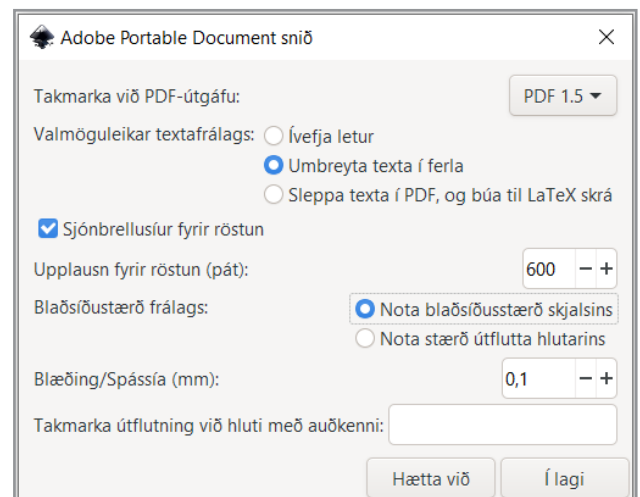 Adobe Portable Document snið
Takmarka við PDF-útgáfu: PDF 1.5
Valmöguleikar textafrálags: Ívefja letur
Umbreyta texta í ferla
Sleppa texta í PDF, og búa til LaTeX skrá
Sjónbrellusíur fyrir röstun
Upplausn fyrir röstun (pát): 600
Blaðsíðustærð frálags: Nota blaðsíðusstærð skjalsins
Nota stærð útflutta hlutarins
Blæðing/Spássía (mm): 0,1
Takmarka útflutning við hluti með auðkenni:
Hætta við Í lagi